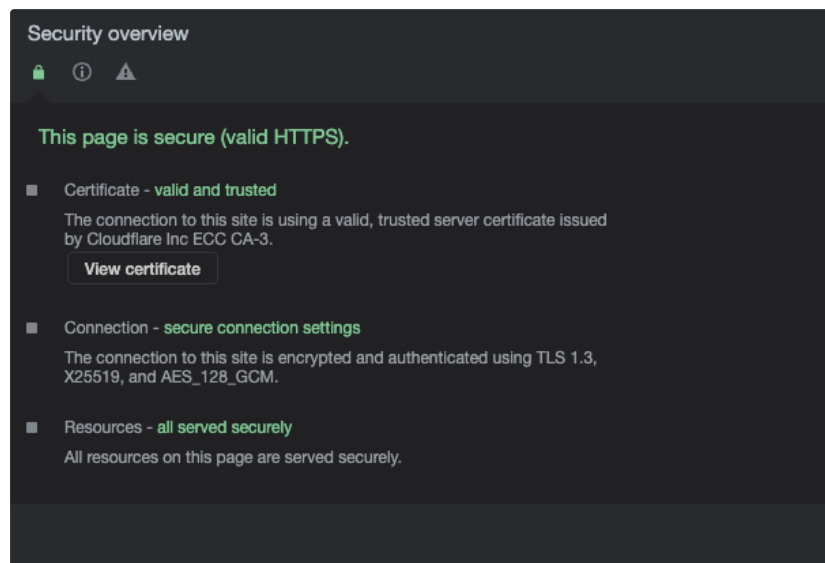 Security overview
This page is secure (valid HTTPS).
Certificate - valid and trusted
The connection to this site is using a valid, trusted server certificate issued
by Cloudflare Inc ECC CA-3.
View certificate
Connection - secure connection settings
The connection to this site is encrypted and authenticated using TLS 1.3,
X25519, and AES_128_GCM.
Resources - all served securely
All resources on this page are served securely.